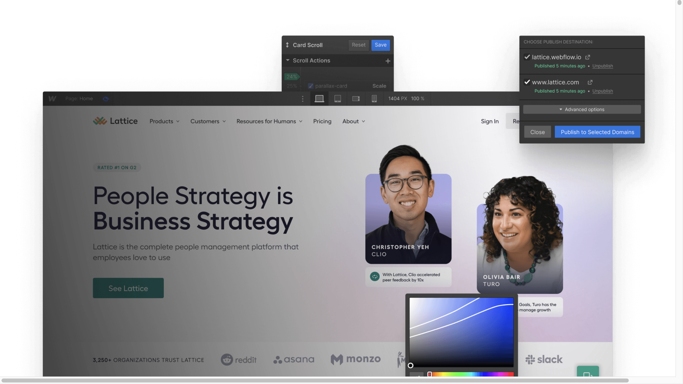 Card Scroll
Reset
Save
Scroll Actions
Scale
CHOOSE PUBLISH DESTINATION
lattice.webflow.io
Published 5 minutes ago • Unpublish
www.lattice.com
Published 5 minutes ago • Unpublish
Advanced options
Close
Publish to Selected Domains
Page: Home
1404 PX 100 %
Lattice
Products
Customers
Resources for Humans
Pricing
About
Sign In
RATED #1 ON G2
People Strategy is
Business Strategy
Lattice is the complete people management platform that
employees love to use
See Lattice
CHRISTOPHER YEH
CLIO
With Lattice, Clio accelerated
peer feedback by 10x
OLIVIA BAIR
TURO
Goals, Turo has the
manage growth
3,250+ ORGANIZATIONS TRUST LATTICE
reddit
asana
monzo
slack